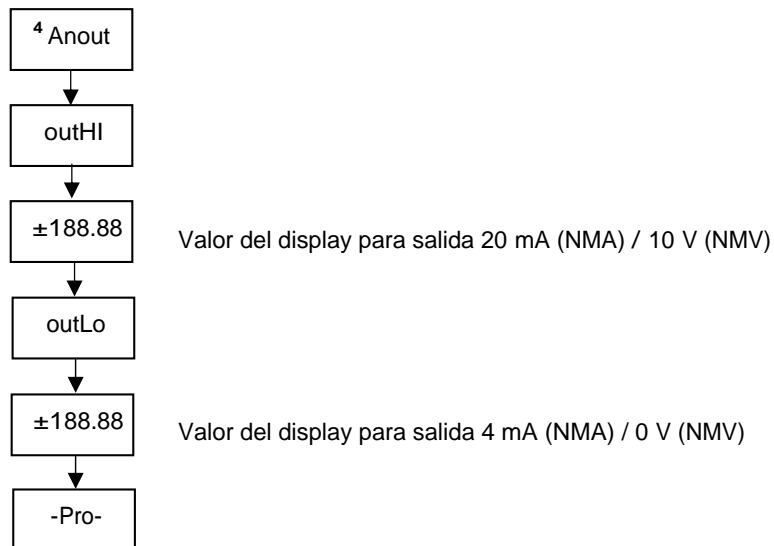 ⁴ Anout
outHI
±188.88
Valor del display para salida 20 mA (NMA) / 10 V (NMV)
outLo
±188.88
Valor del display para salida 4 mA (NMA) / 0 V (NMV)
-Pro-